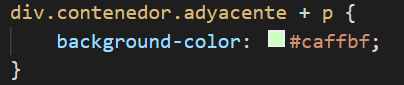 div.contenedor.adyacente + p {
    background-color: #caffbf;
}